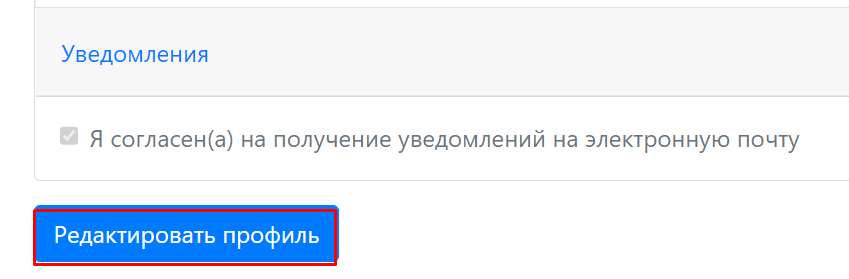 Уведомления
Я согласен(а) на получение уведомлений на электронную почту
Редактировать профиль